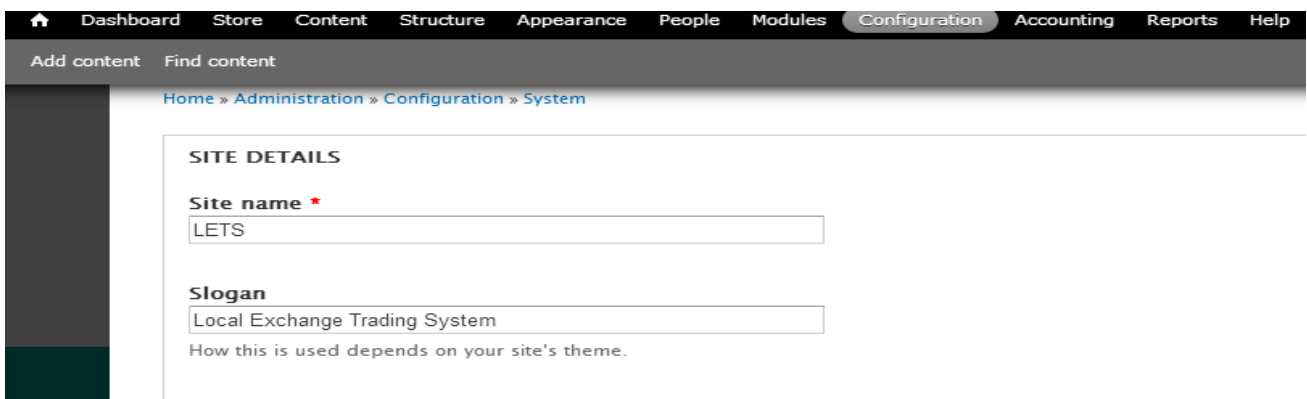 Dashboard Store Content Structure Appearance People Modules Configuration Accounting Reports Help
Add content Find content
Home » Administration » Configuration » System
SITE DETAILS
Site name *
LETS
Slogan
Local Exchange Trading System
How this is used depends on your site's theme.